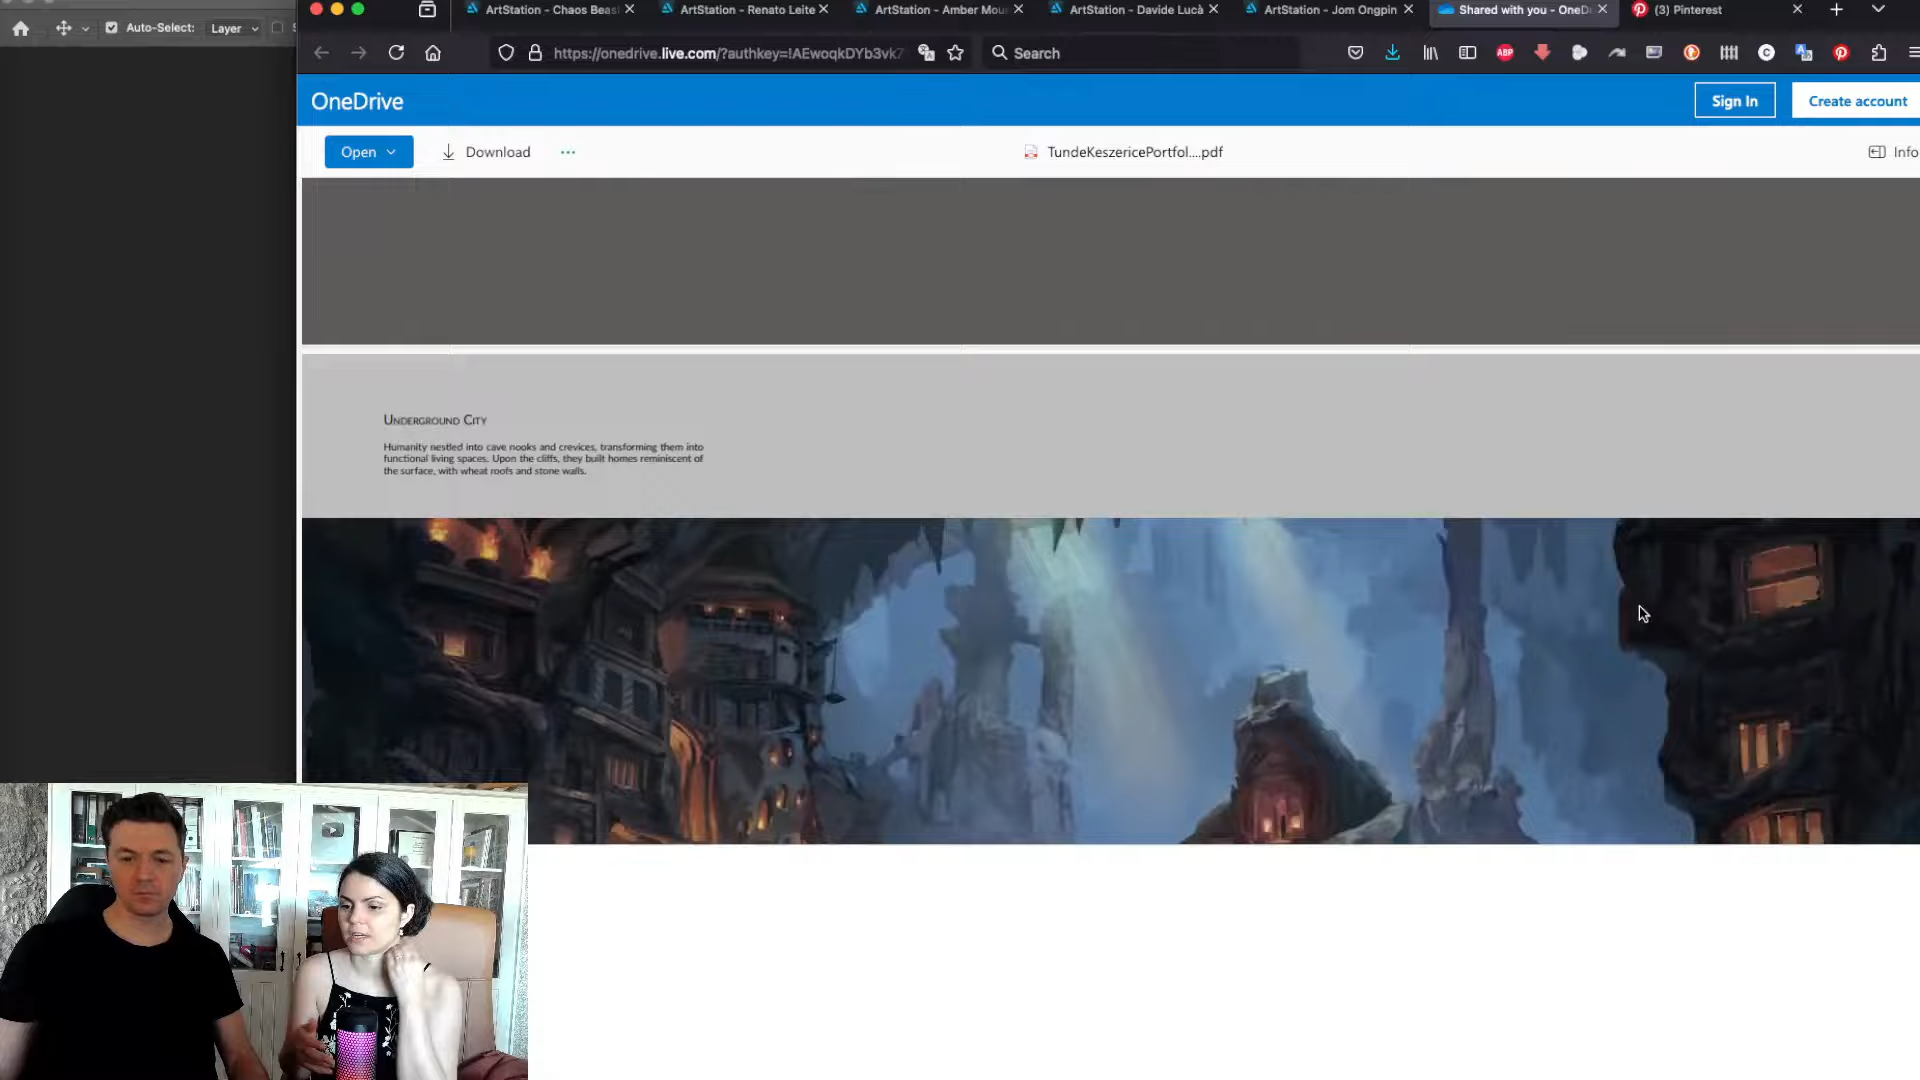 Auto-Select:
Layer
ArtStation - Chaos Beas
ArtStation - Renato Leite
ArtStation - Amber Mou
ArtStation - Davide Lucà
ArtStation - Jom Ongpin
Shared with you - OneD
(3) Pinterest
https://onedrive.live.com/?authkey=!AEwoqkDYb3vk7
Search
ABP
OneDrive
Sign In
Create account
Open
Download
TundeKeszericePortfol....pdf
Info
Underground City
Humanity nestled into cave nooks and crevices, transforming them into
functional living spaces. Upon the cliffs, they built homes reminiscent of
the surface, with wheat roofs and stone walls.